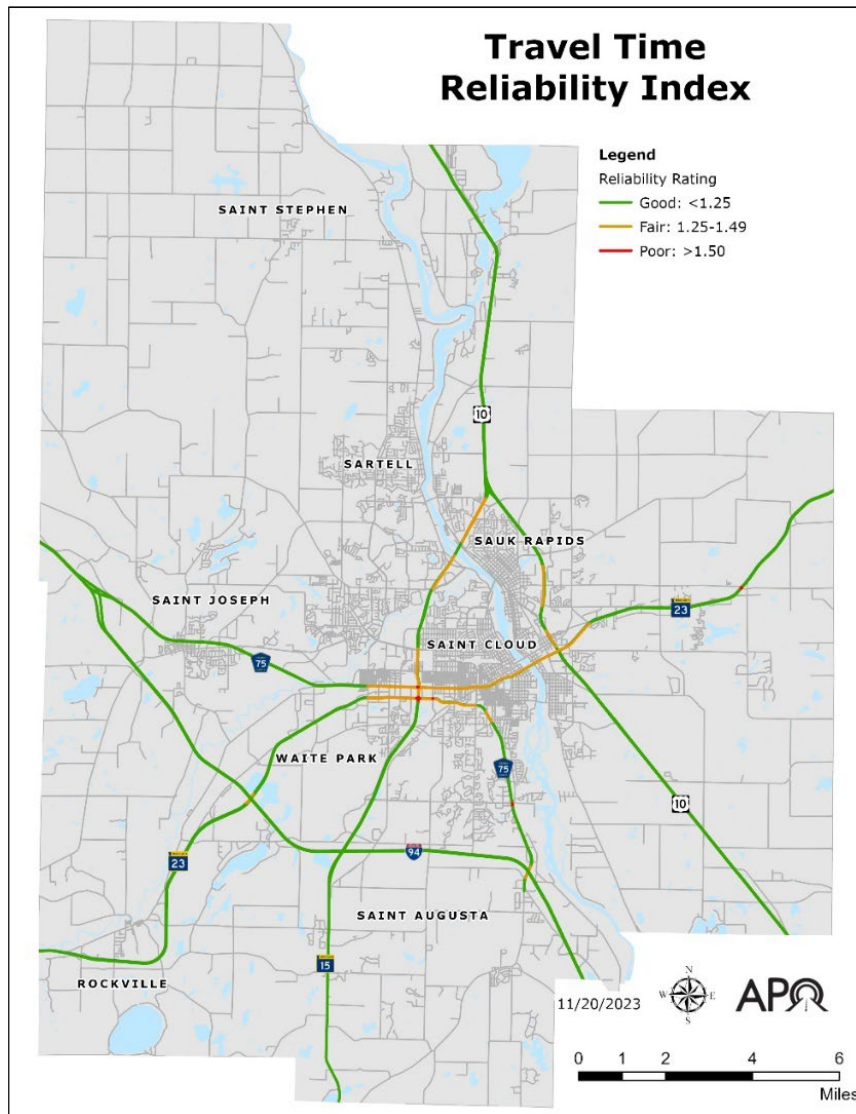 Travel Time
Reliability Index
Legend
Reliability Rating
Good: <1.25
Fair: 1.25-1.49
Poor: >1.50
SAINT STEPHEN
10
SARTELL
SAUK RAPIDS
SAINT JOSEPH
23
SAINT CLOUD
75
WAITE PARK
75
10
94
23
SAINT AUGUSTA
15
ROCKVILLE
11/20/2023
N
W
E
S
APO
0 1 2 4 6
Miles